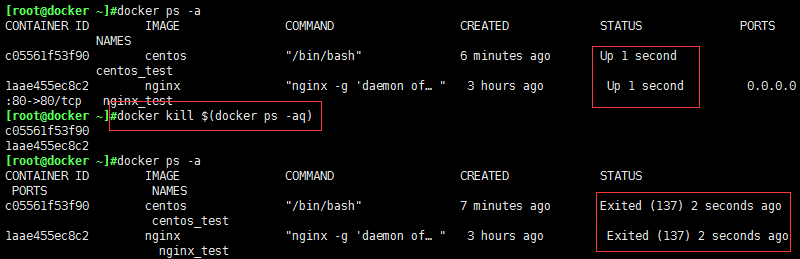 [root@docker ~]#docker ps -a
CONTAINER ID        IMAGE               COMMAND                  CREATED             STATUS              PORTS
             NAMES
c05561f53f90        centos              "/bin/bash"              6 minutes ago       Up 1 second
             centos_test
1aae455ec8c2        nginx               "nginx -g 'daemon of… "   3 hours ago         Up 1 second         0.0.0.0
:80->80/tcp   nginx_test
[root@docker ~]#docker kill $(docker ps -aq)
c05561f53f90
1aae455ec8c2
[root@docker ~]#docker ps -a
CONTAINER ID        IMAGE               COMMAND                  CREATED             STATUS
 PORTS               NAMES
c05561f53f90        centos              "/bin/bash"              7 minutes ago       Exited (137) 2 seconds ago
                     centos_test
1aae455ec8c2        nginx               "nginx -g 'daemon of… "   3 hours ago         Exited (137) 2 seconds ago
                      nginx_test